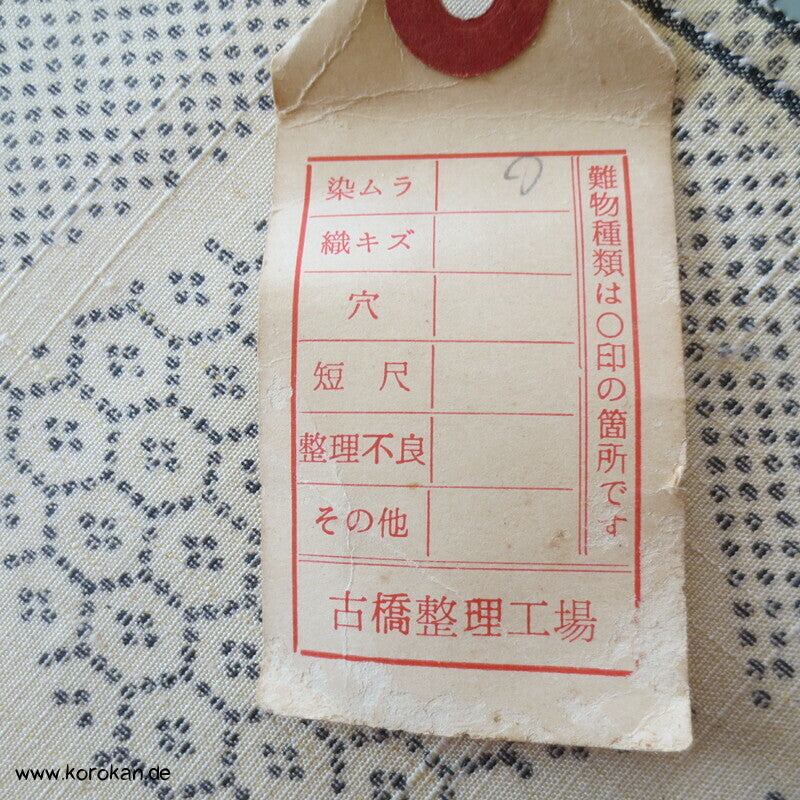 難物種類は〇印の箇所です
染ムラ
織キズ
穴
短 尺
整理不良
その他
古橋整理工場
www.korokan.de